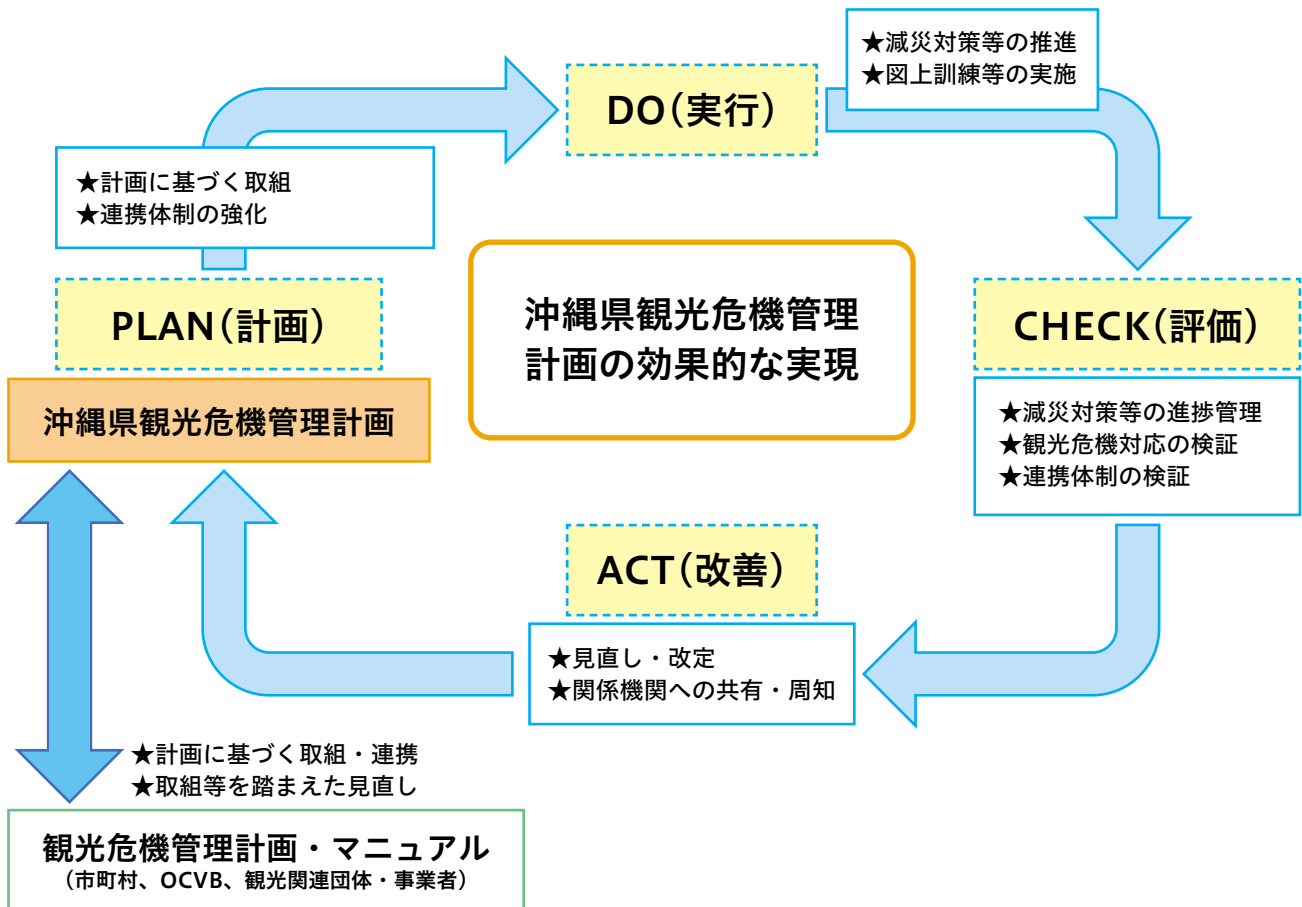 ★減災対策等の推進
★図上訓練等の実施
DO(実行)
★計画に基づく取組
★連携体制の強化
PLAN(計画)
沖縄県観光危機管理計画
沖縄県観光危機管理
計画の効果的な実現
CHECK(評価)
★減災対策等の進捗管理
★観光危機対応の検証
★連携体制の検証
ACT(改善)
★見直し・改定
★関係機関への共有・周知
★計画に基づく取組・連携
★取組等を踏まえた見直し
観光危機管理計画・マニュアル
(市町村、OCVB、観光関連団体・事業者)